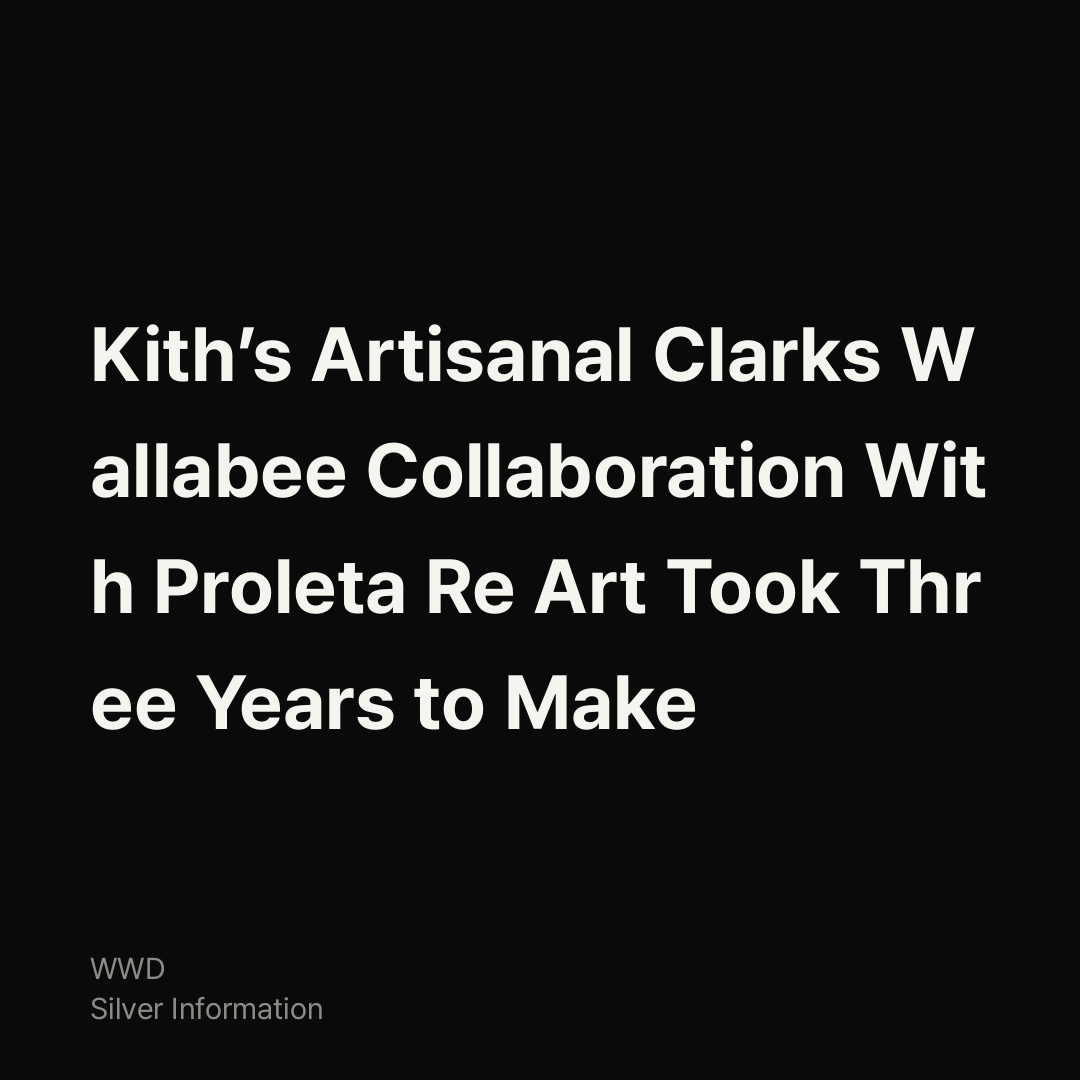 Kith’s Artisanal Clarks W
allabee Collaboration Wit
h Proleta Re Art Took Thr
ee Years to Make
WWD
Silver Information